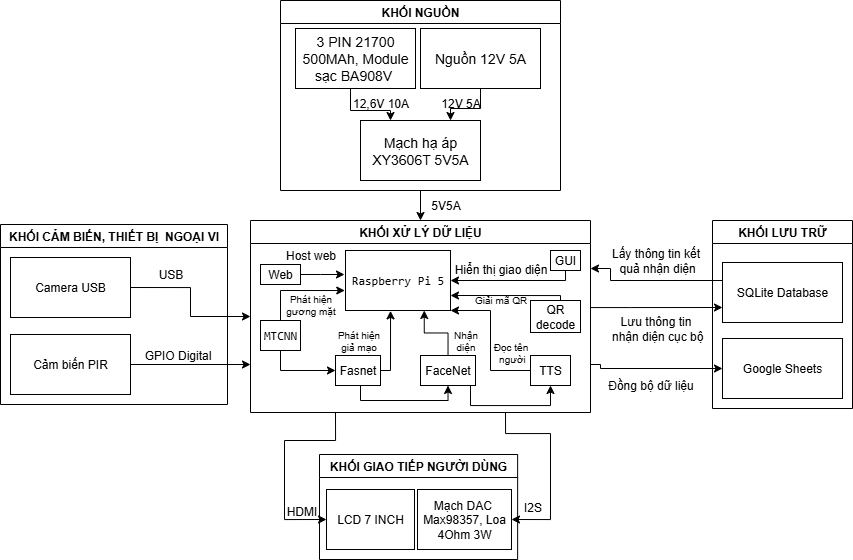 KHỐI NGUỒN
3 PIN 21700
500MAh, Module
sạc BA908V
Nguồn 12V 5A
12,6V 10A
12V 5A
Mạch hạ áp
XY3606T 5V5A
5V5A
KHỐI CẢM BIẾN, THIẾT BỊ NGOẠI VI
Camera USB
USB
Cảm biến PIR
GPIO Digital
KHỐI XỬ LÝ DỮ LIỆU
Host web
Web
Raspberry Pi 5
Hiển thị giao diện
GUI
Phát hiện
gương mặt
Giải mã QR
QR
decode
MTCNN
Phát hiện
giả mạo
Nhận
diện
Đọc tên
người
Fasnet
FaceNet
TTS
KHỐI LƯU TRỮ
Lấy thông tin kết
quả nhận diện
SQLite Database
Lưu thông tin
nhận diện cục bộ
Google Sheets
Đồng bộ dữ liệu
KHỐI GIAO TIẾP NGƯỜI DÙNG
HDMI
LCD 7 INCH
Mạch DAC
Max98357, Loa
4Ohm 3W
I2S